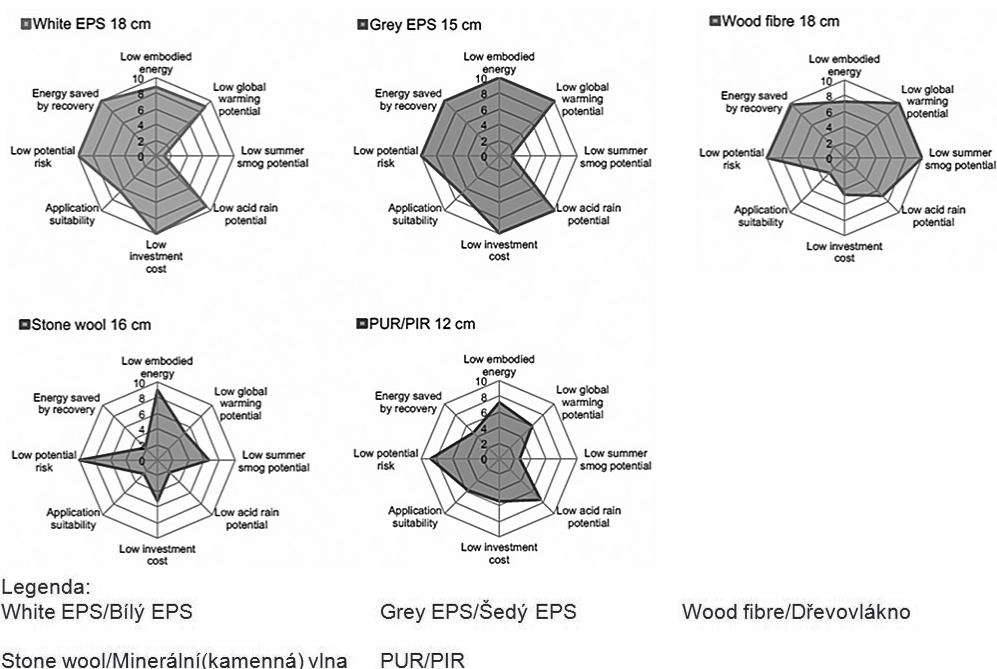 White EPS 18 cm
Low embodied
energy
10
8
6
4
2
0
Low global
warming
potential
Low summer
smog potential
Low acid rain
potential
Low
investment
cost
Application
suitability
Low potential
risk
Energy saved
by recovery
Grey EPS 15 cm
Low embodied
energy
10
8
6
4
2
0
Low global
warming
potential
Low summer
smog potential
Low acid rain
potential
Low investment
cost
Application
suitability
Low potential
risk
Energy saved
by recovery
Wood fibre 18 cm
Low embodied
energy
10
8
6
4
2
0
Low global
warming
potential
Low summer
smog potential
Low acid rain
potential
Low investment
cost
Application
suitability
Low potential
risk
Energy saved
by recovery
Stone wool 16 cm
Low embodied
energy
10
8
6
4
2
0
Low global
warming
potential
Low summer
smog potential
Low acid rain
potential
Low investment
cost
Application
suitability
Low potential
risk
Energy saved
by recovery
PUR/PIR 12 cm
Low embodied
energy
10
8
6
4
2
0
Low global
warming
potential
Low summer
smog potential
Low acid rain
potential
Low investment
cost
Application
suitability
Low potential
risk
Energy saved
by recovery
Legenda:
White EPS/Bílý EPS Grey EPS/Šedý EPS Wood fibre/Dřevovlákno
Stone wool/Minerální(kamenná) vlna PUR/PIR